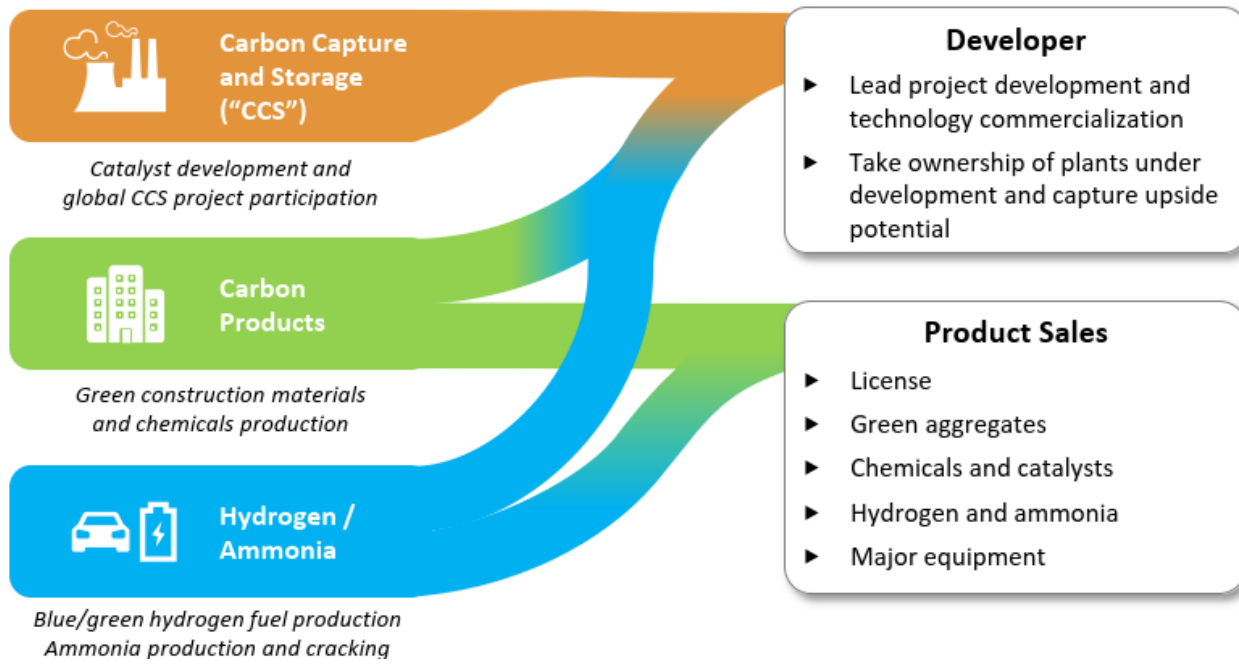 Carbon Capture
and Storage
(“CCS”)
Catalyst development and
global CCS project participation
Carbon
Products
Green construction materials
and chemicals production
Hydrogen /
Ammonia
Blue/green hydrogen fuel production
Ammonia production and cracking
Developer
► Lead project development and
technology commercialization
► Take ownership of plants under
development and capture upside
potential
Product Sales
► License
► Green aggregates
► Chemicals and catalysts
► Hydrogen and ammonia
► Major equipment